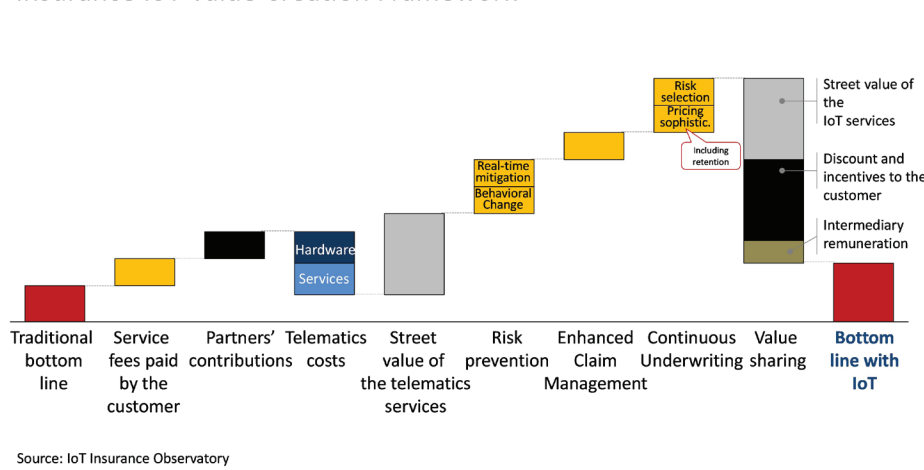 Street value of
the
IoT services
Risk
selection
Pricing
sophistic.
Including
retention
Discount and
incentives to the
customer
Real-time
mitigation
Behavioral
Change
Intermediary
remuneration
Hardware
Services
Traditional
bottom
line
Service
fees paid
by the
customer
Partners’
contributions
Telematics
costs
Street
value of
the telematics
services
Risk
prevention
Enhanced
Claim
Management
Continuous
Underwriting
Value
sharing
Bottom
line with
IoT
Source: IoT Insurance Observatory